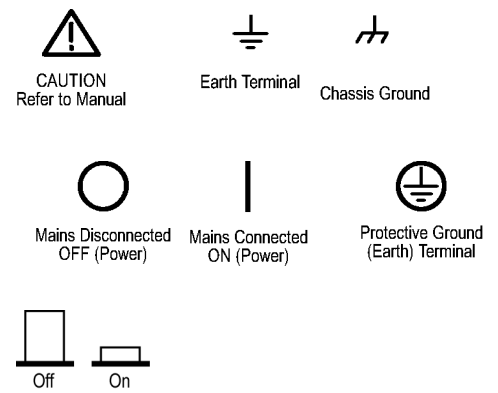 CAUTION
Refer to Manual
Earth Terminal
Chassis Ground
Mains Disconnected
OFF (Power)
Mains Connected
ON (Power)
Protective Ground
(Earth) Terminal
Off
On